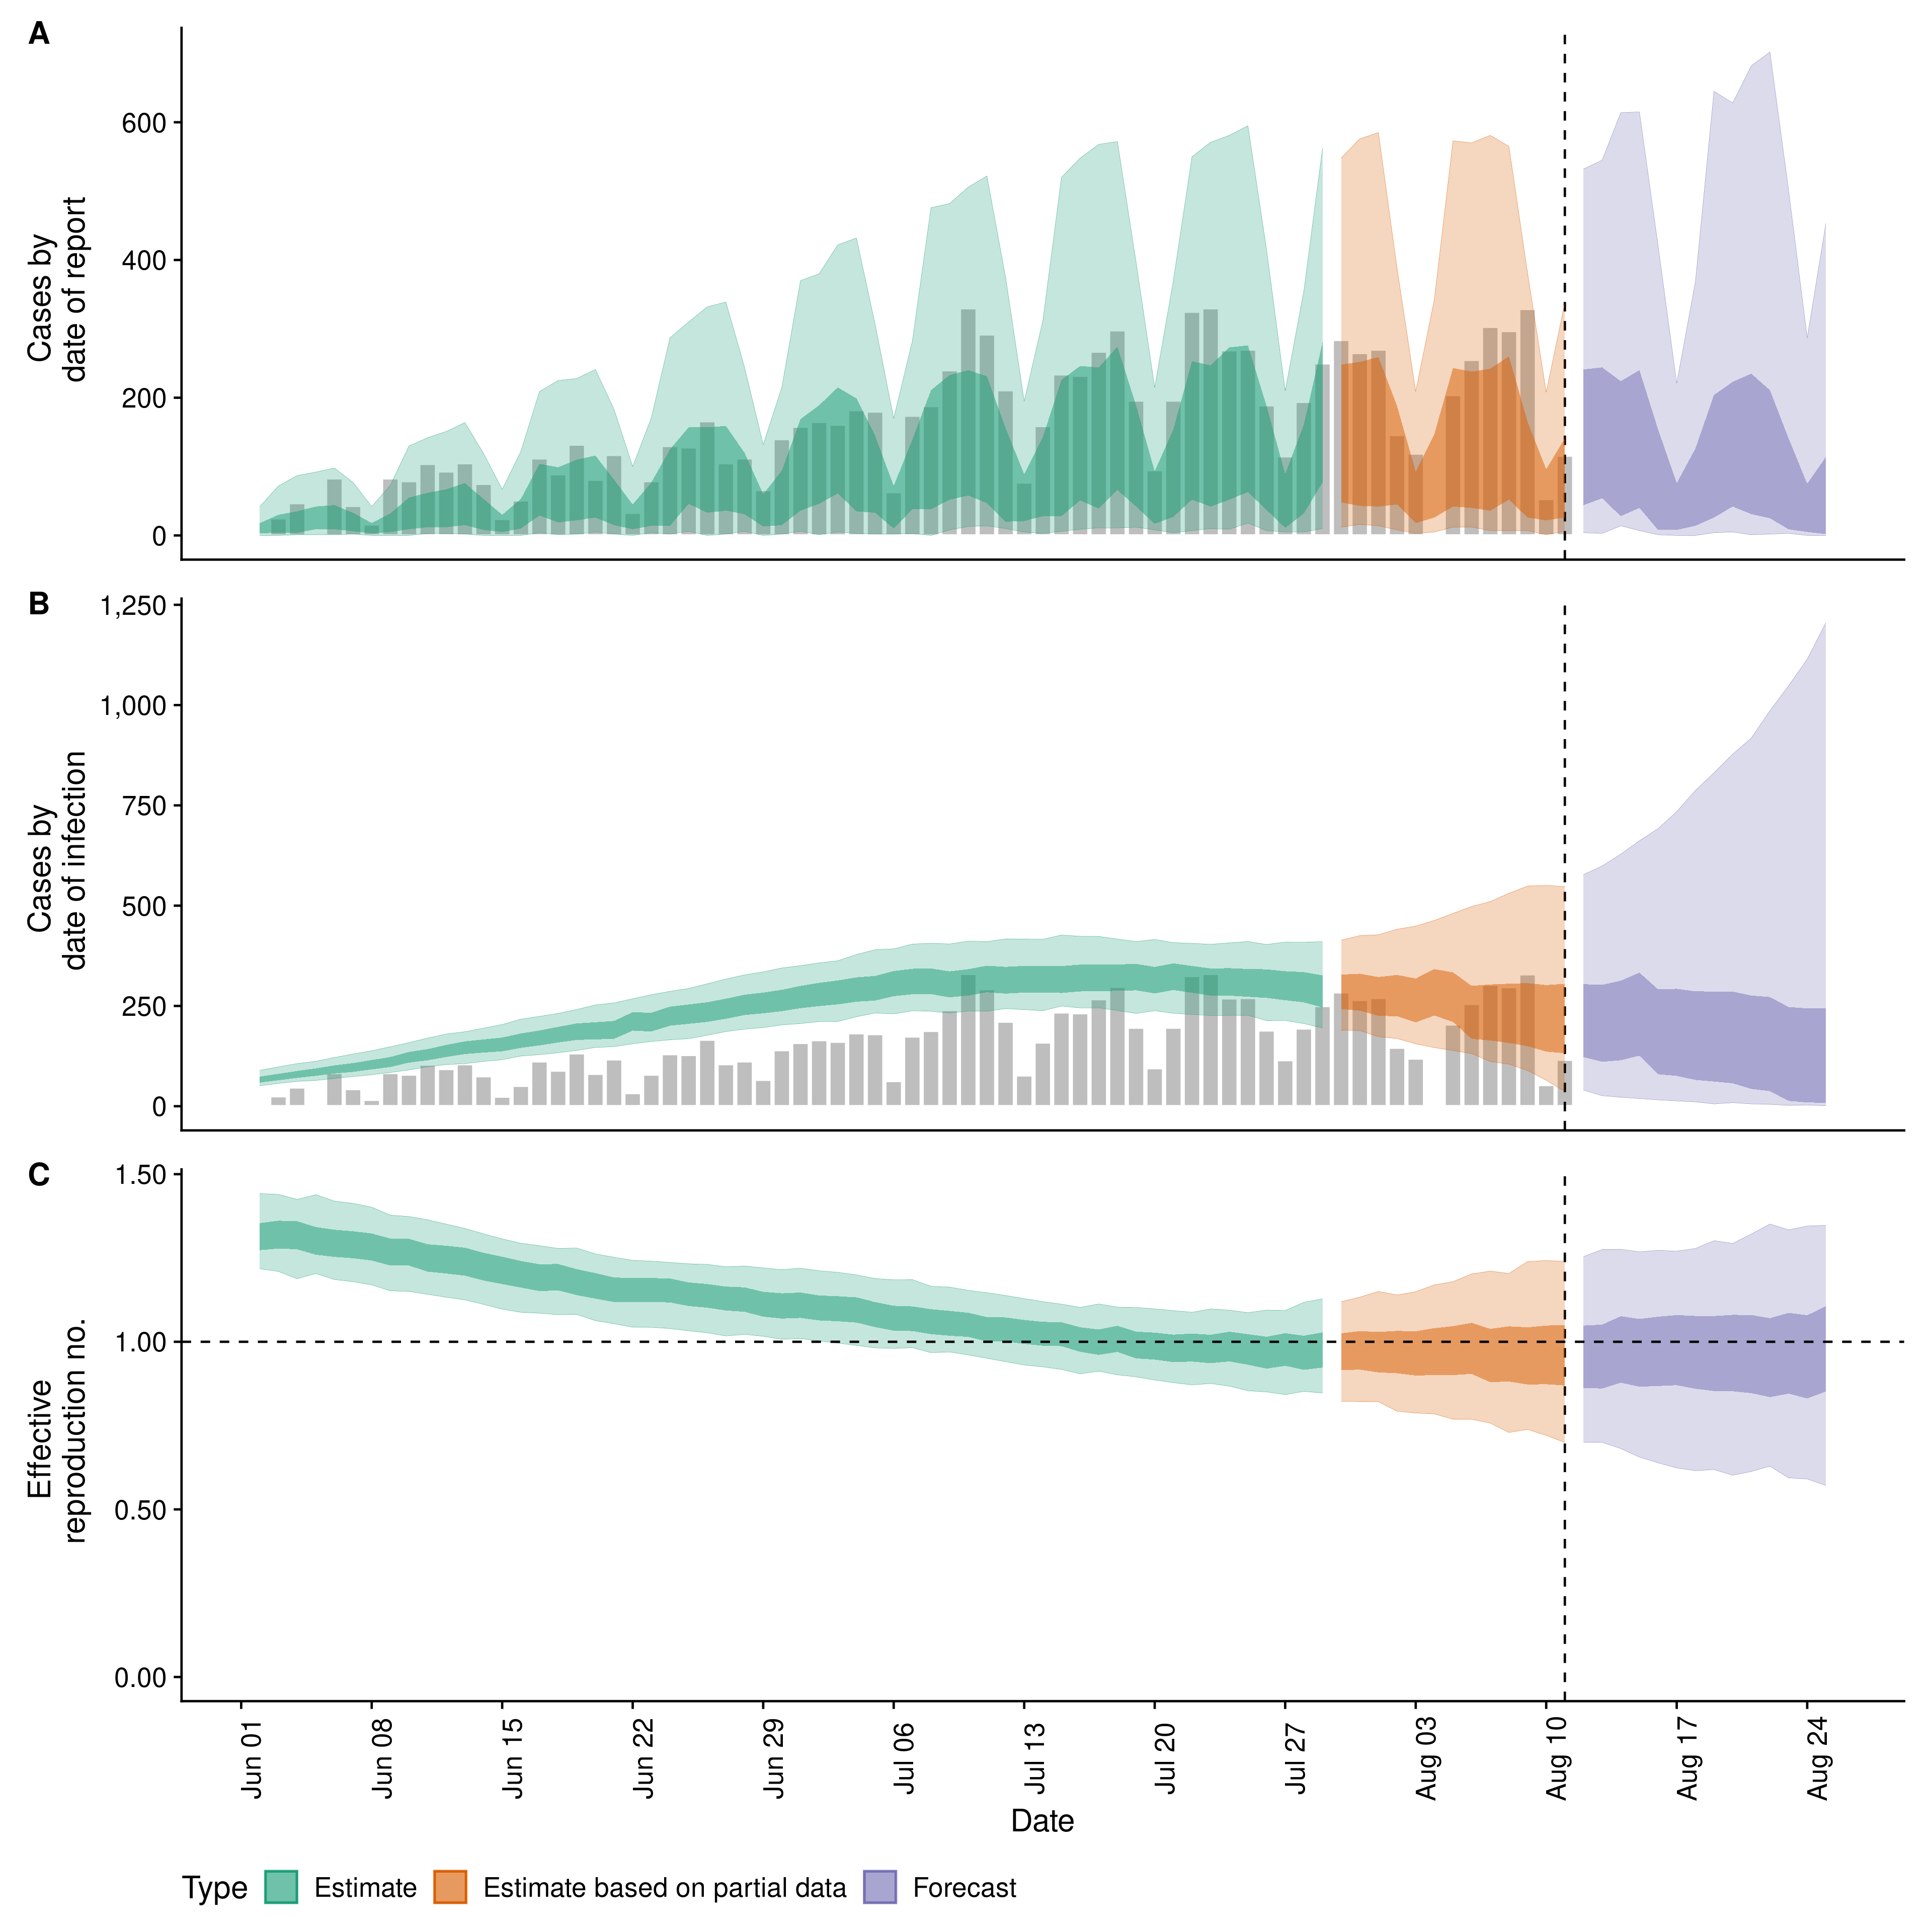 A
Cases by
date of report
600
400
200
0
B
Cases by
date of infection
1,250
1,000
750
500
250
0
C
Effective
reproduction no.
1.50
1.00
0.50
0.00
Jun 01
Jun 08
Jun 15
Jun 22
Jun 29
Jul 06
Jul 13
Jul 20
Jul 27
Aug 03
Aug 10
Aug 17
Aug 24
Date
Type Estimate Estimate based on partial data Forecast